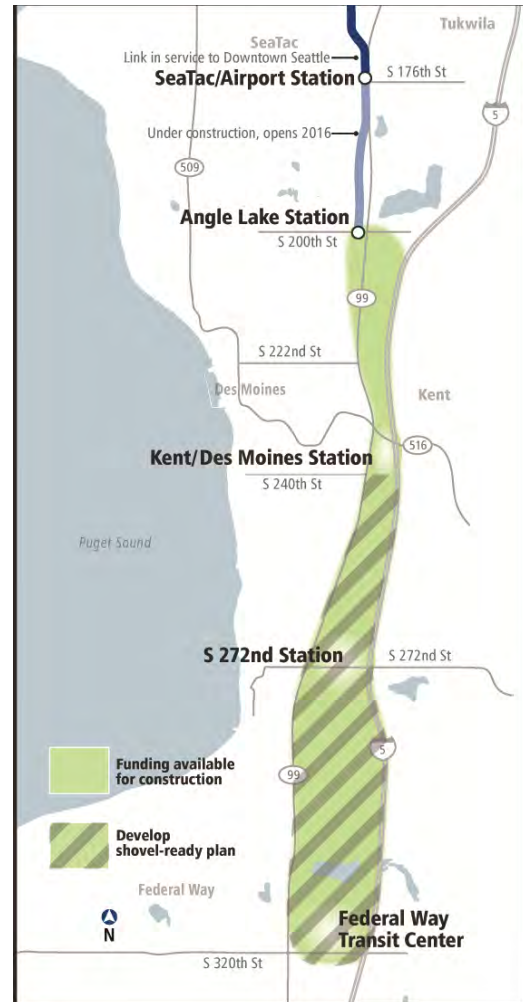 Tukwila
SeaTac
Link in service to Downtown Seattle
SeaTac/Airport Station
S 176th St
5
Under construction, opens 2016
509
Angle Lake Station
S 200th St
99
S 222nd St
Des Moines
Kent
516
Kent/Des Moines Station
S 240th St
Puget Sound
S 272nd Station
S 272nd St
5
Funding available
for construction
99
Develop
shovel-ready plan
Federal Way
N
Federal Way
Transit Center
S 320th St